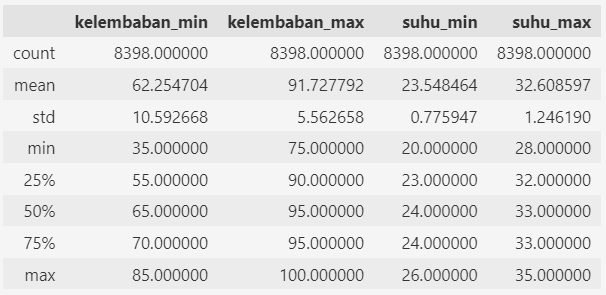 kelembaban_min kelembaban_max suhu_min suhu_max
count 8398.000000 8398.000000 8398.000000 8398.000000
mean 62.254704 91.727792 23.548464 32.608597
std 10.592668 5.562658 0.775947 1.246190
min 35.000000 75.000000 20.000000 28.000000
25% 55.000000 90.000000 23.000000 32.000000
50% 65.000000 95.000000 24.000000 33.000000
75% 70.000000 95.000000 24.000000 33.000000
max 85.000000 100.000000 26.000000 35.000000